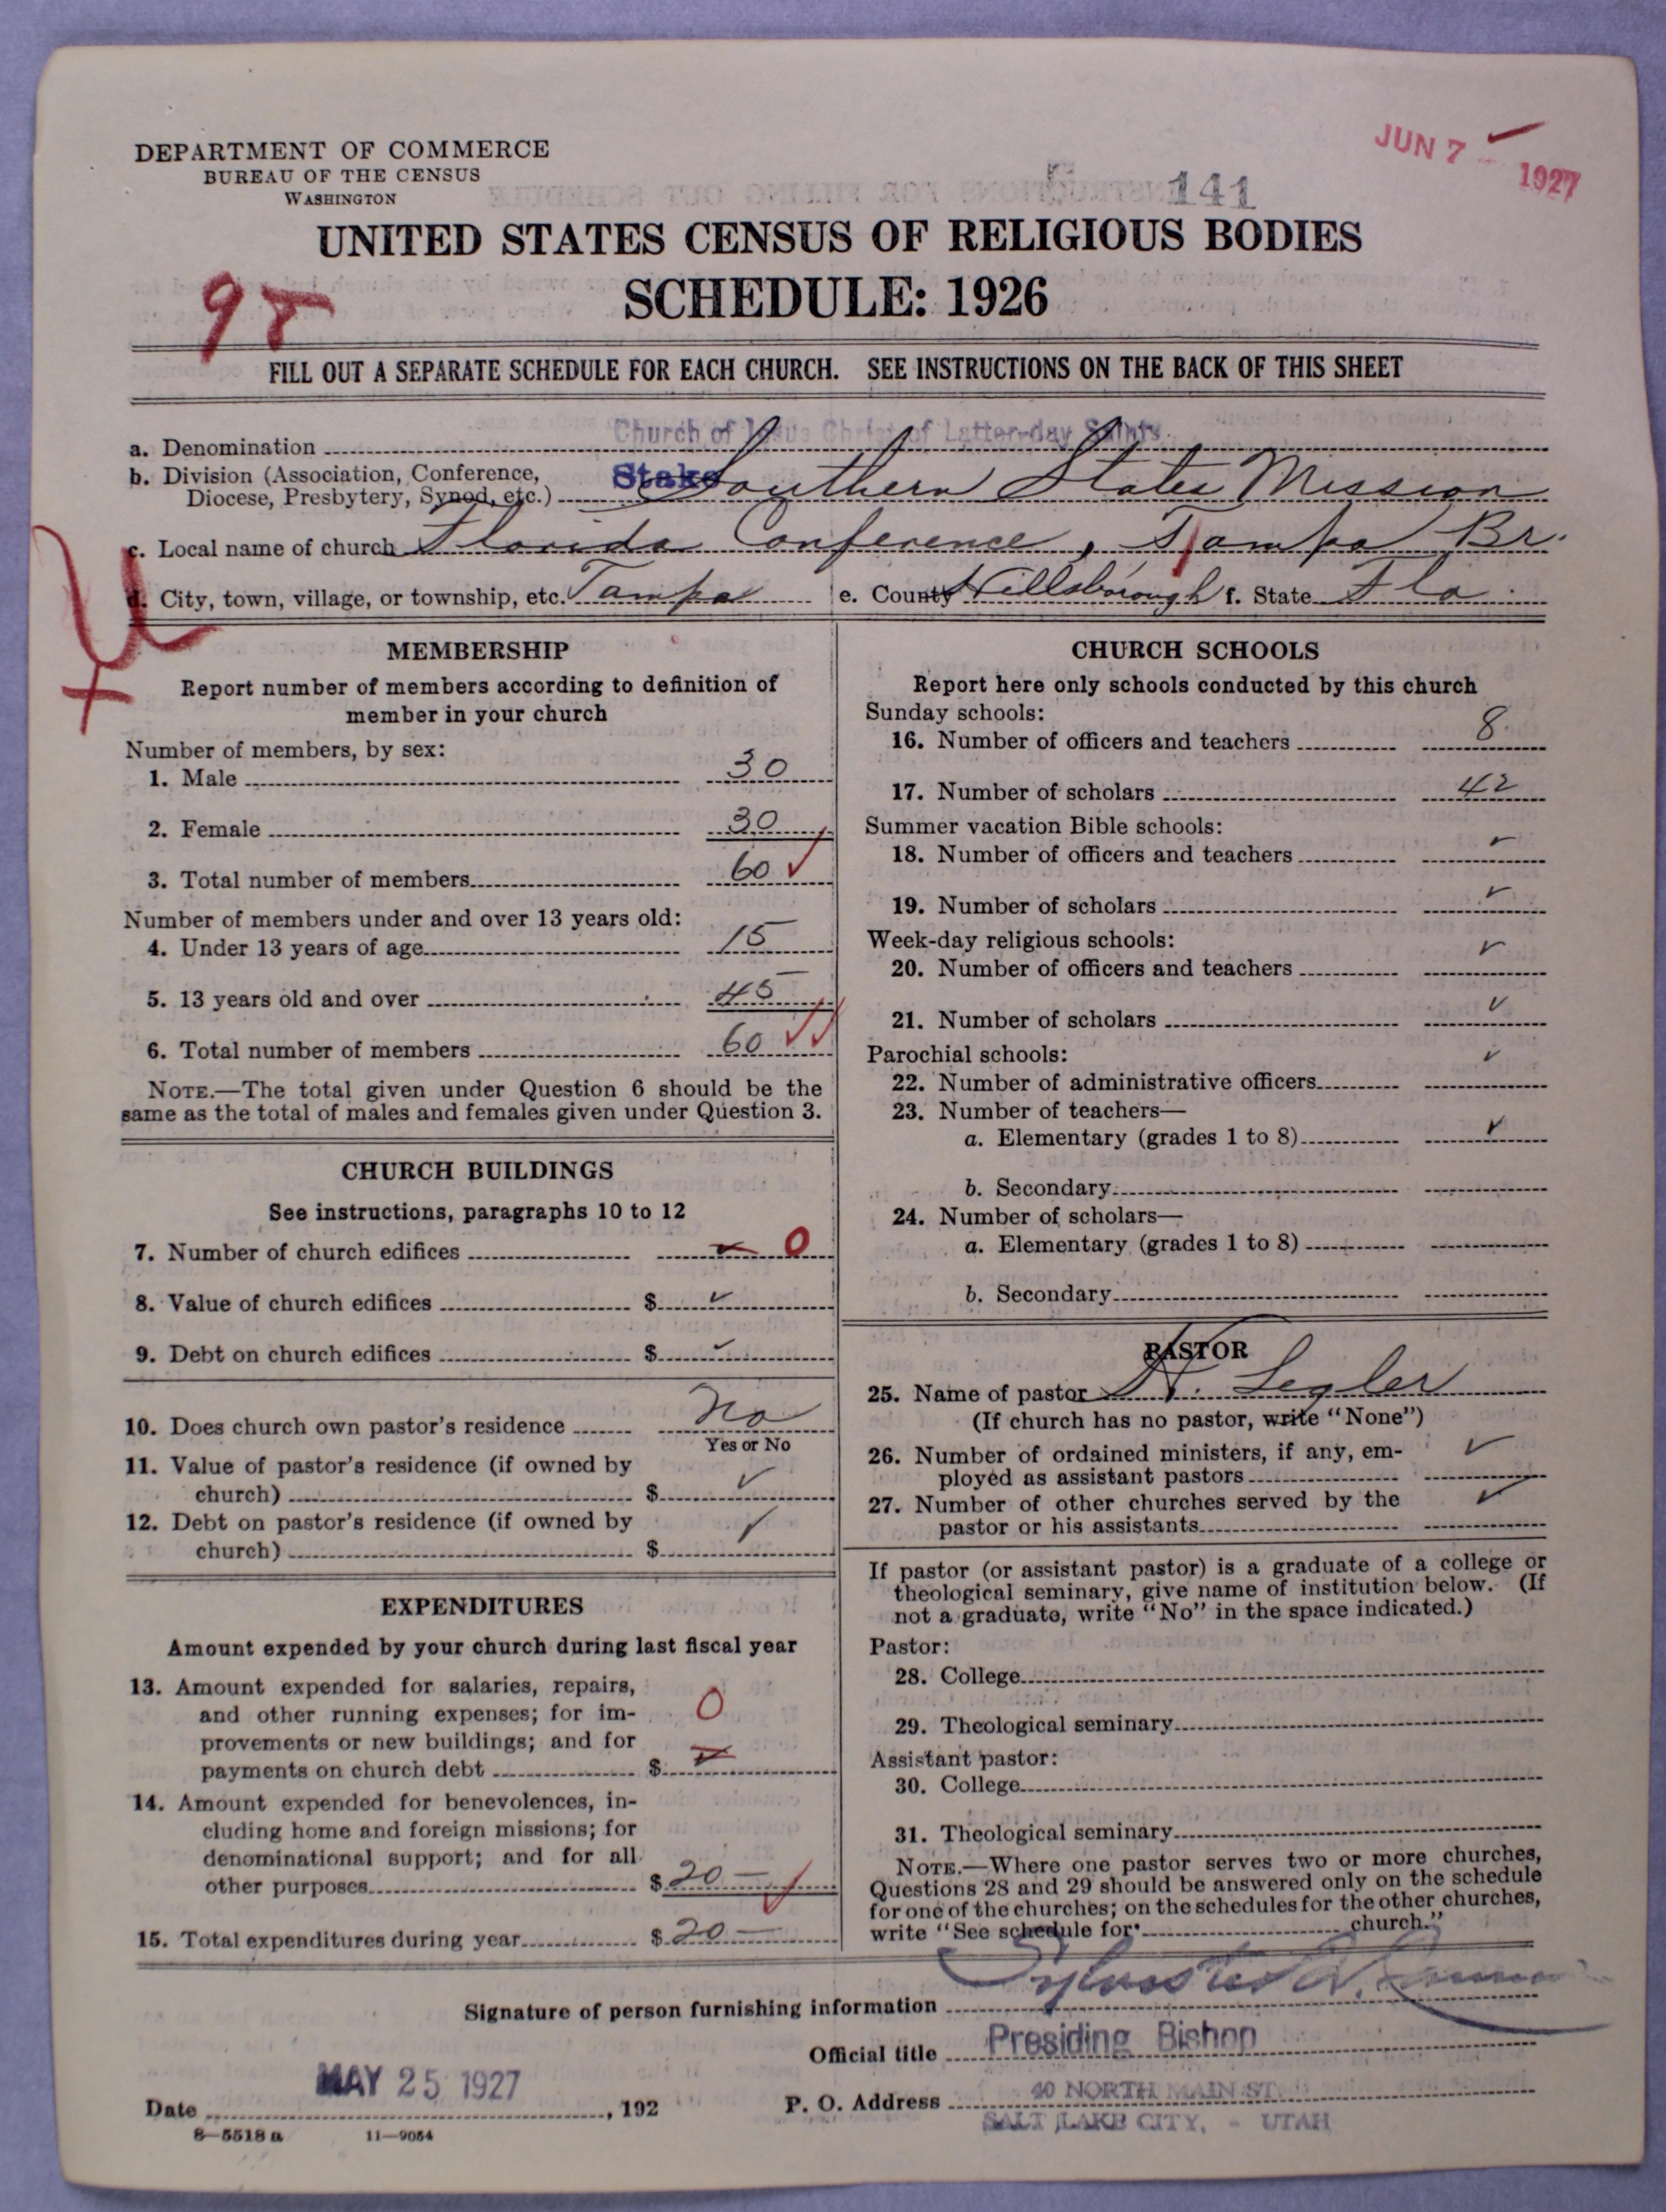 DEPARTMENT OF COMMERCE
BUREAU OF THE CENSUS
WASHINGTON
JUN 7 - 1927
141
UNITED STATES CENSUS OF RELIGIOUS BODIES
SCHEDULE: 1926
FILL OUT A SEPARATE SCHEDULE FOR EACH CHURCH. SEE INSTRUCTIONS ON THE BACK OF THIS SHEET
a. Denomination Church of Jesus Christ of Latter-day Saints.
b. Division (Association, Conference,
Diocese, Presbytery, Synod, etc.) Stake Southern States Mission
c. Local name of church Florida Conference, Tampa Br.
d. City, town, village, or township, etc. Tampa e. County Hillsborough f. State Fla.
MEMBERSHIP
Report number of members according to definition of
member in your church
Number of members, by sex:
1. Male 30
2. Female 30
3. Total number of members 60 ✓
Number of members under and over 13 years old:
4. Under 13 years of age 15
5. 13 years old and over 45
6. Total number of members 60 ✓✓
NOTE.—The total given under Question 6 should be the
same as the total of males and females given under Question 3.
CHURCH BUILDINGS
See instructions, paragraphs 10 to 12
7. Number of church edifices 0
8. Value of church edifices $ ✓
9. Debt on church edifices $ ✓
10. Does church own pastor's residence No
Yes or No
11. Value of pastor's residence (if owned by
church) $ ✓
12. Debt on pastor's residence (if owned by
church) $ ✓
EXPENDITURES
Amount expended by your church during last fiscal year
13. Amount expended for salaries, repairs,
and other running expenses; for im-
provements or new buildings; and for
payments on church debt $ 0
14. Amount expended for benevolences, in-
cluding home and foreign missions; for
denominational support; and for all
other purposes $ 20 — ✓
15. Total expenditures during year $ 20 —
CHURCH SCHOOLS
Report here only schools conducted by this church
Sunday schools:
16. Number of officers and teachers 8
17. Number of scholars 42
Summer vacation Bible schools:
18. Number of officers and teachers ✓
19. Number of scholars ✓
Week-day religious schools:
20. Number of officers and teachers ✓
21. Number of scholars ✓
Parochial schools:
22. Number of administrative officers ✓
23. Number of teachers—
a. Elementary (grades 1 to 8) ✓
b. Secondary
24. Number of scholars—
a. Elementary (grades 1 to 8)
b. Secondary
PASTOR
25. Name of pastor Legler
(If church has no pastor, write "None")
26. Number of ordained ministers, if any, em-
ployed as assistant pastors ✓
27. Number of other churches served by the
pastor or his assistants ✓
If pastor (or assistant pastor) is a graduate of a college or
theological seminary, give name of institution below. (If
not a graduate, write "No" in the space indicated.)
Pastor:
28. College
29. Theological seminary
Assistant pastor:
30. College
31. Theological seminary
NOTE.—Where one pastor serves two or more churches,
Questions 28 and 29 should be answered only on the schedule
for one of the churches; on the schedules for the other churches,
write "See schedule for church."
Signature of person furnishing information Sylvester Q. Cannon
Official title Presiding Bishop
Date MAY 25 1927, 192
P. O. Address 40 NORTH MAIN ST.
SALT LAKE CITY, - UTAH
8—5518 a 11—9054